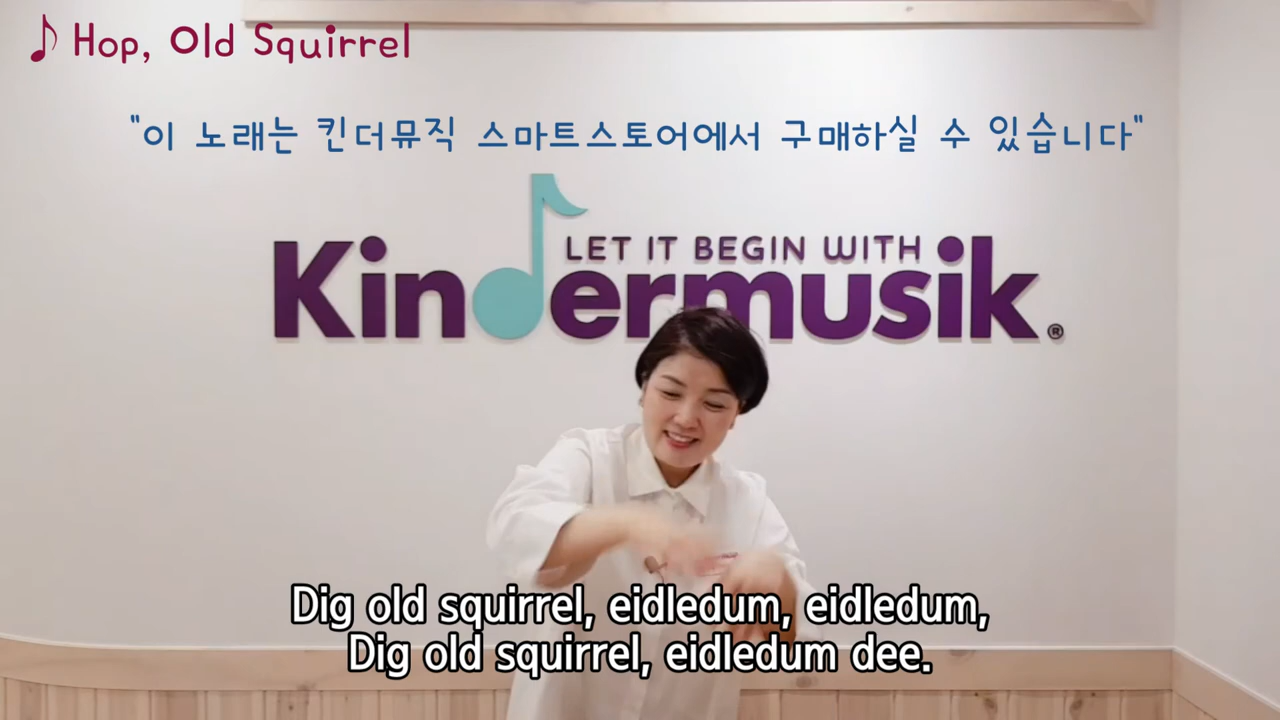 ♪ Hop, Old Squirrel
"이 노래는 킨더뮤직 스마트스토어에서 구매하실 수 있습니다"
LET IT BEGIN WITH
Kindermusik®
Dig old squirrel, eidledum, eidledum,
Dig old squirrel, eidledum dee.